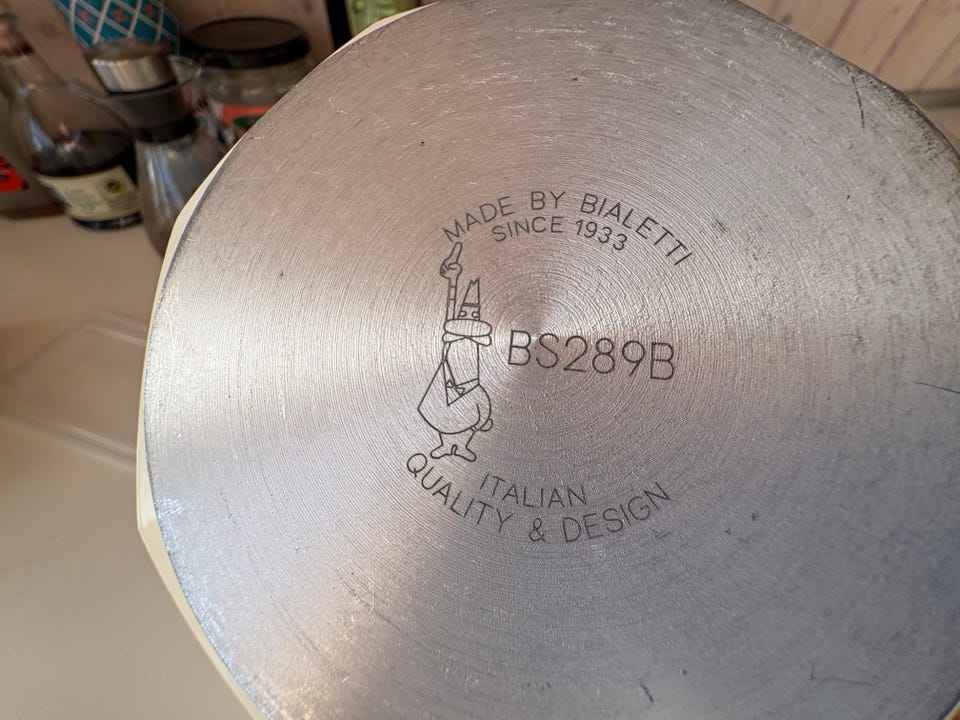 MADE BY BIALETTI
SINCE 1933
BS289B
ITALIAN
QUALITY & DESIGN